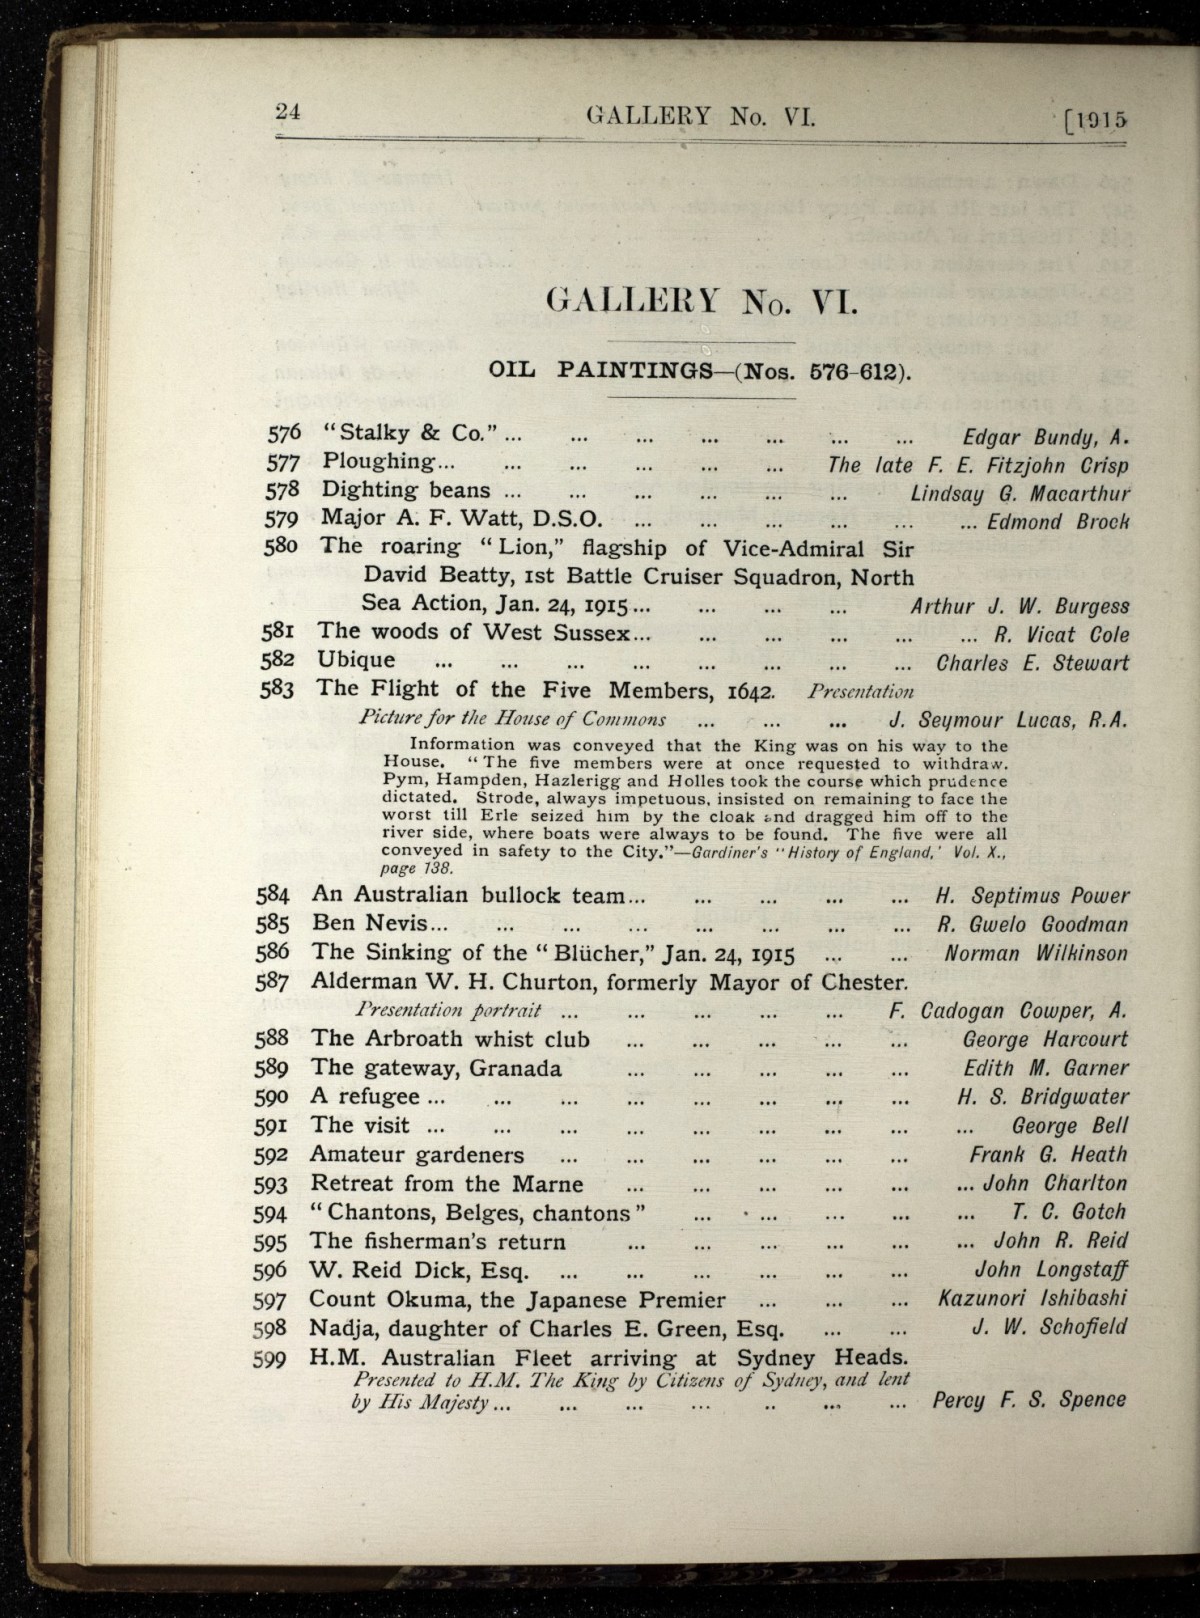 24 GALLERY No. VI. [1915
GALLERY No. VI.
OIL PAINTINGS—(Nos. 576-612).
576 "Stalky & Co." ... ... ... ... ... ... ... Edgar Bundy, A.
577 Ploughing... ... ... ... ... ... The late F. E. Fitzjohn Crisp
578 Dighting beans ... ... ... ... ... ... Lindsay G. Macarthur
579 Major A. F. Watt, D.S.O. ... ... ... ... ... ... Edmond Brock
580 The roaring "Lion," flagship of Vice-Admiral Sir
David Beatty, 1st Battle Cruiser Squadron, North
Sea Action, Jan. 24, 1915... ... ... ... Arthur J. W. Burgess
581 The woods of West Sussex... ... ... ... ... ... R. Vicat Cole
582 Ubique ... ... ... ... ... ... ... ... Charles E. Stewart
583 The Flight of the Five Members, 1642. Presentation
Picture for the House of Commons ... ... ... J. Seymour Lucas, R.A.
Information was conveyed that the King was on his way to the
House. "The five members were at once requested to withdraw.
Pym, Hampden, Hazlerigg and Holles took the course which prudence
dictated. Strode, always impetuous, insisted on remaining to face the
worst till Erle seized him by the cloak and dragged him off to the
river side, where boats were always to be found. The five were all
conveyed in safety to the City."—Gardiner's "History of England,' Vol. X.,
page 138.
584 An Australian bullock team... ... ... ... ... H. Septimus Power
585 Ben Nevis... ... ... ... ... ... ... ... R. Gwelo Goodman
586 The Sinking of the "Blücher," Jan. 24, 1915 ... ... Norman Wilkinson
587 Alderman W. H. Churton, formerly Mayor of Chester.
Presentation portrait ... ... ... ... ... F. Cadogan Cowper, A.
588 The Arbroath whist club ... ... ... ... ... George Harcourt
589 The gateway, Granada ... ... ... ... ... Edith M. Garner
590 A refugee ... ... ... ... ... ... ... ... H. S. Bridgwater
591 The visit ... ... ... ... ... ... ... ... ... George Bell
592 Amateur gardeners ... ... ... ... ... ... Frank G. Heath
593 Retreat from the Marne ... ... ... ... ... ... John Charlton
594 "Chantons, Belges, chantons" ... ... ... ... ... T. C. Gotch
595 The fisherman's return ... ... ... ... ... ... John R. Reid
596 W. Reid Dick, Esq. ... ... ... ... ... ... John Longstaff
597 Count Okuma, the Japanese Premier ... ... ... Kazunori Ishibashi
598 Nadja, daughter of Charles E. Green, Esq. ... ... J. W. Schofield
599 H.M. Australian Fleet arriving at Sydney Heads.
Presented to H.M. The King by Citizens of Sydney, and lent
by His Majesty ... ... ... ... .. ... ... Percy F. S. Spence